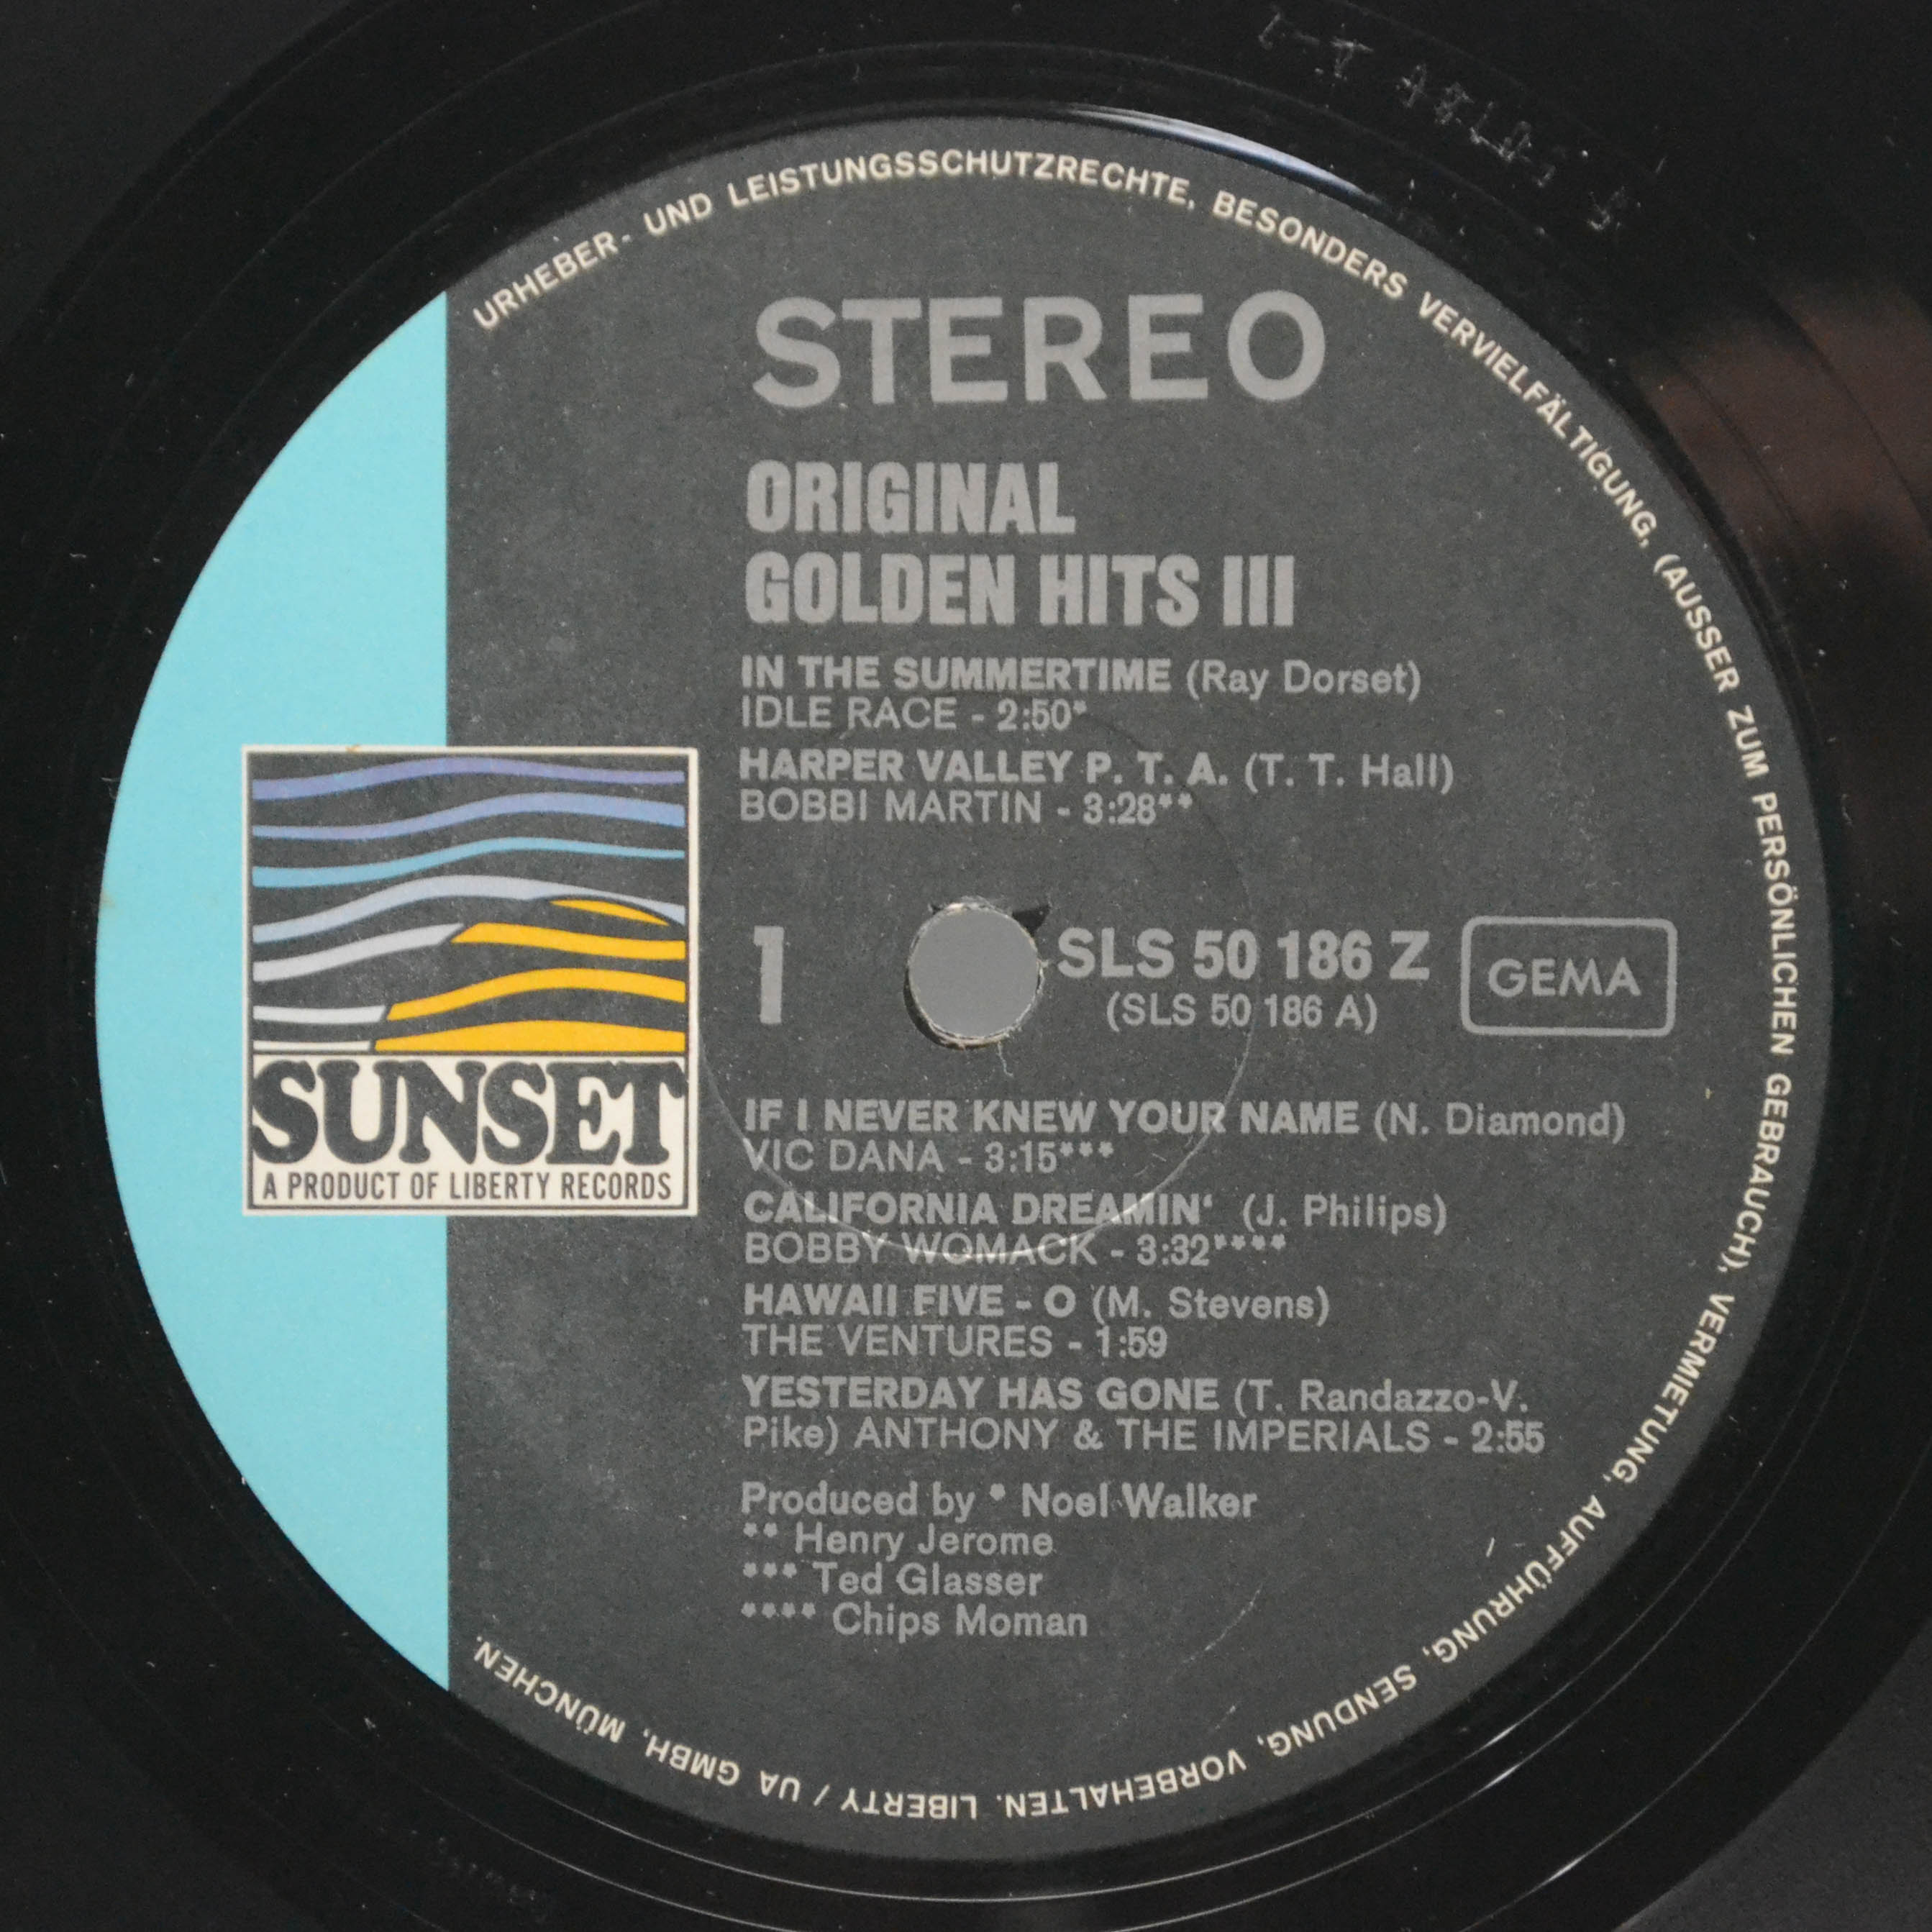 URHEBER- UND LEISTUNGSSCHUTZRECHTE, BESONDERS VERVIELFÄLTIGUNG, (AUSSER ZUM PERSÖNLICHEN GEBRAUCH), VERMIETUNG, AUFFÜHRUNG, SENDUNG, VORBEHALTEN. LIBERTY / UA GMBH, MÜNCHEN.
STEREO
ORIGINAL
GOLDEN HITS III
IN THE SUMMERTIME (Ray Dorset)
IDLE RACE - 2:50*
HARPER VALLEY P. T. A. (T. T. Hall)
BOBBI MARTIN - 3:28**
1
SLS 50 186 Z
(SLS 50 186 A)
GEMA
SUNSET
A PRODUCT OF LIBERTY RECORDS
IF I NEVER KNEW YOUR NAME (N. Diamond)
VIC DANA - 3:15***
CALIFORNIA DREAMIN‘ (J. Philips)
BOBBY WOMACK - 3:32****
HAWAII FIVE - O (M. Stevens)
THE VENTURES - 1:59
YESTERDAY HAS GONE (T. Randazzo-V.
Pike) ANTHONY & THE IMPERIALS - 2:55
Produced by * Noel Walker
** Henry Jerome
*** Ted Glasser
**** Chips Moman